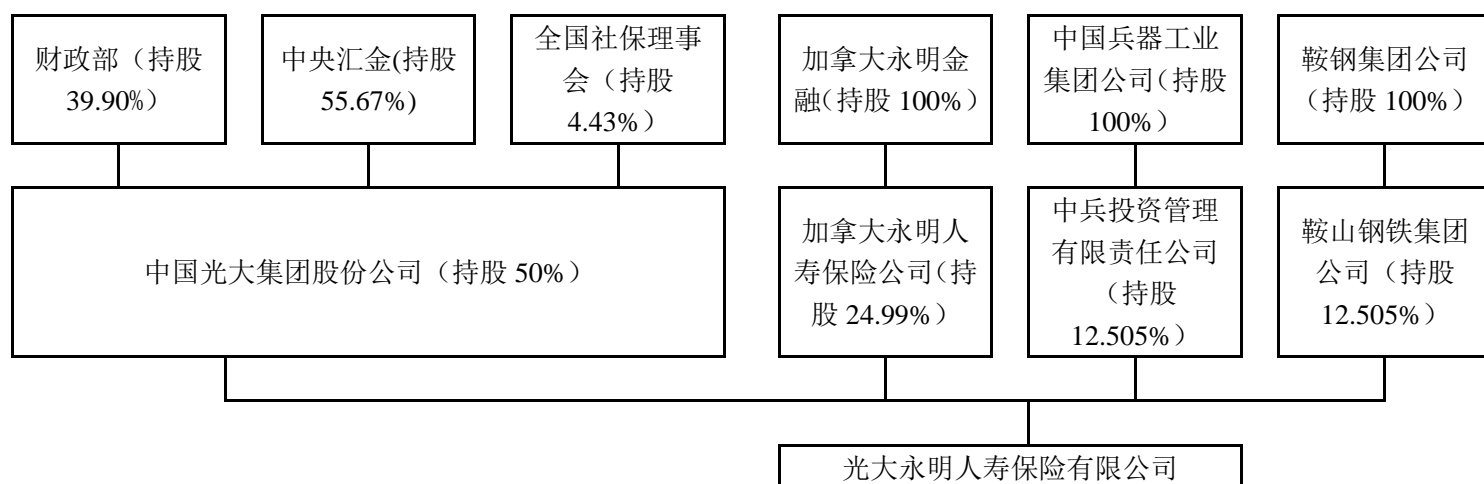 财政部（持股
39.90%）
中央汇金(持股
55.67%)
全国社保理事
会（持股
4.43%）
加拿大永明金
融（持股 100%）
中国兵器工业
集团公司（持股
100%）
鞍钢集团公司
（持股 100%）
中国光大集团股份公司（持股 50%）
加拿大永明人
寿保险公司（持
股 24.99%）
中兵投资管理
有限责任公司
（持股
12.505%）
鞍山钢铁集团
公司（持股
12.505%）
光大永明人寿保险有限公司